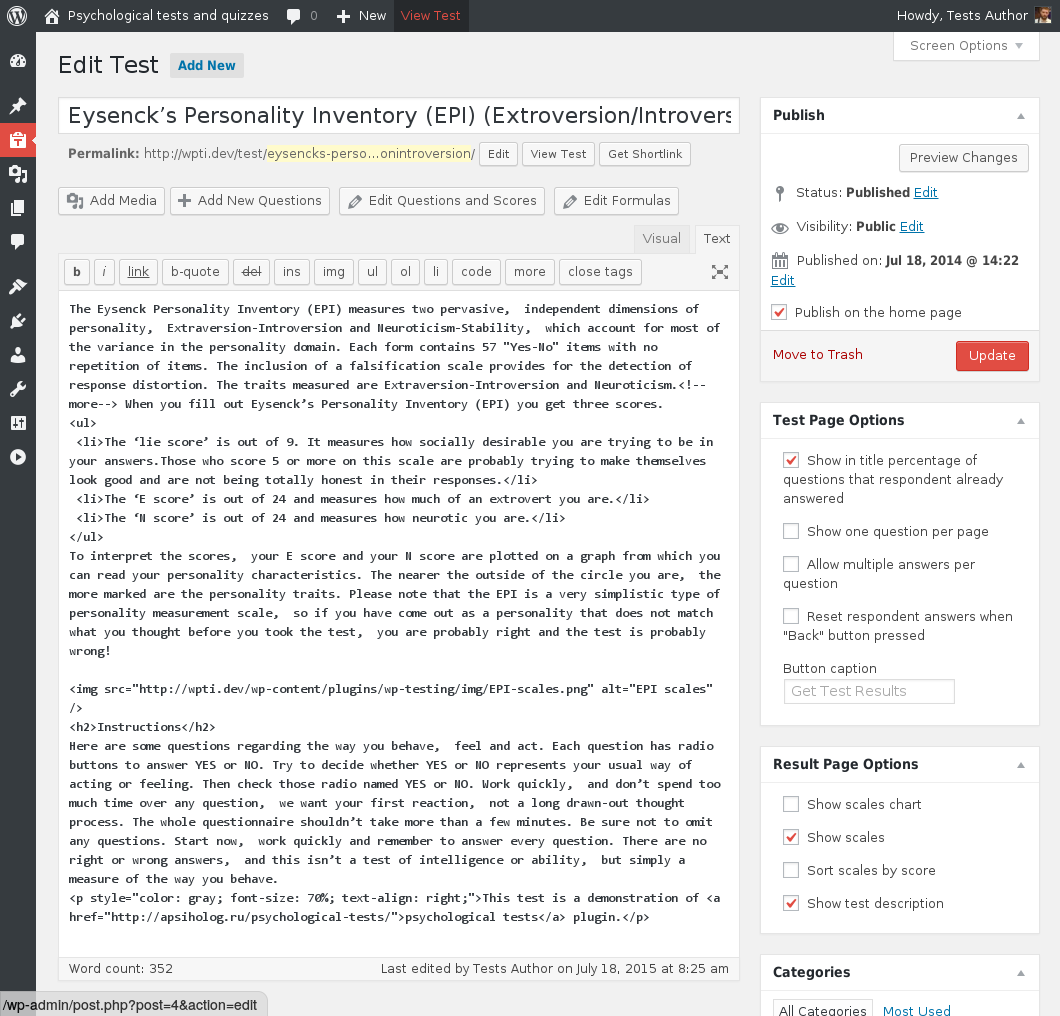 Psychological tests and quizzes 0 New View Test Howdy, Tests Author
Screen Options
Edit Test Add New
Eysenck’s Personality Inventory (EPI) (Extroversion/Introvers
Permalink: http://wpti.dev/test/eysencks-perso…onintroversion/ Edit View Test Get Shortlink
Add Media Add New Questions Edit Questions and Scores Edit Formulas
Visual Text
b i link b-quote del ins img ul ol li code more close tags
The Eysenck Personality Inventory (EPI) measures two pervasive, independent dimensions of
personality, Extraversion-Introversion and Neuroticism-Stability, which account for most of
the variance in the personality domain. Each form contains 57 "Yes-No" items with no
repetition of items. The inclusion of a falsification scale provides for the detection of
response distortion. The traits measured are Extraversion-Introversion and Neuroticism.<!--
more--> When you fill out Eysenck’s Personality Inventory (EPI) you get three scores.
<ul>
<li>The ‘lie score’ is out of 9. It measures how socially desirable you are trying to be in
your answers.Those who score 5 or more on this scale are probably trying to make themselves
look good and are not being totally honest in their responses.</li>
<li>The ‘E score’ is out of 24 and measures how much of an extrovert you are.</li>
<li>The ‘N score’ is out of 24 and measures how neurotic you are.</li>
</ul>
To interpret the scores, your E score and your N score are plotted on a graph from which you
can read your personality characteristics. The nearer the outside of the circle you are, the
more marked are the personality traits. Please note that the EPI is a very simplistic type of
personality measurement scale, so if you have come out as a personality that does not match
what you thought before you took the test, you are probably right and the test is probably
wrong!
<img src="http://wpti.dev/wp-content/plugins/wp-testing/img/EPI-scales.png" alt="EPI scales"
/>
<h2>Instructions</h2>
Here are some questions regarding the way you behave, feel and act. Each question has radio
buttons to answer YES or NO. Try to decide whether YES or NO represents your usual way of
acting or feeling. Then check those radio named YES or NO. Work quickly, and don’t spend too
much time over any question, we want your first reaction, not a long drawn-out thought
process. The whole questionnaire shouldn’t take more than a few minutes. Be sure not to omit
any questions. Start now, work quickly and remember to answer every question. There are no
right or wrong answers, and this isn’t a test of intelligence or ability, but simply a
measure of the way you behave.
<p style="color: gray; font-size: 70%; text-align: right;">This test is a demonstration of <a
href="http://apsiholog.ru/psychological-tests/">psychological tests</a> plugin.</p>
Word count: 352 Last edited by Tests Author on July 18, 2015 at 8:25 am
/wp-admin/post.php?post=4&action=edit
Publish
Preview Changes
Status: Published Edit
Visibility: Public Edit
Published on: Jul 18, 2014 @ 14:22
Edit
Publish on the home page
Move to Trash Update
Test Page Options
Show in title percentage of
questions that respondent already
answered
Show one question per page
Allow multiple answers per
question
Reset respondent answers when
"Back" button pressed
Button caption
Get Test Results
Result Page Options
Show scales chart
Show scales
Sort scales by score
Show test description
Categories
All Categories Most Used